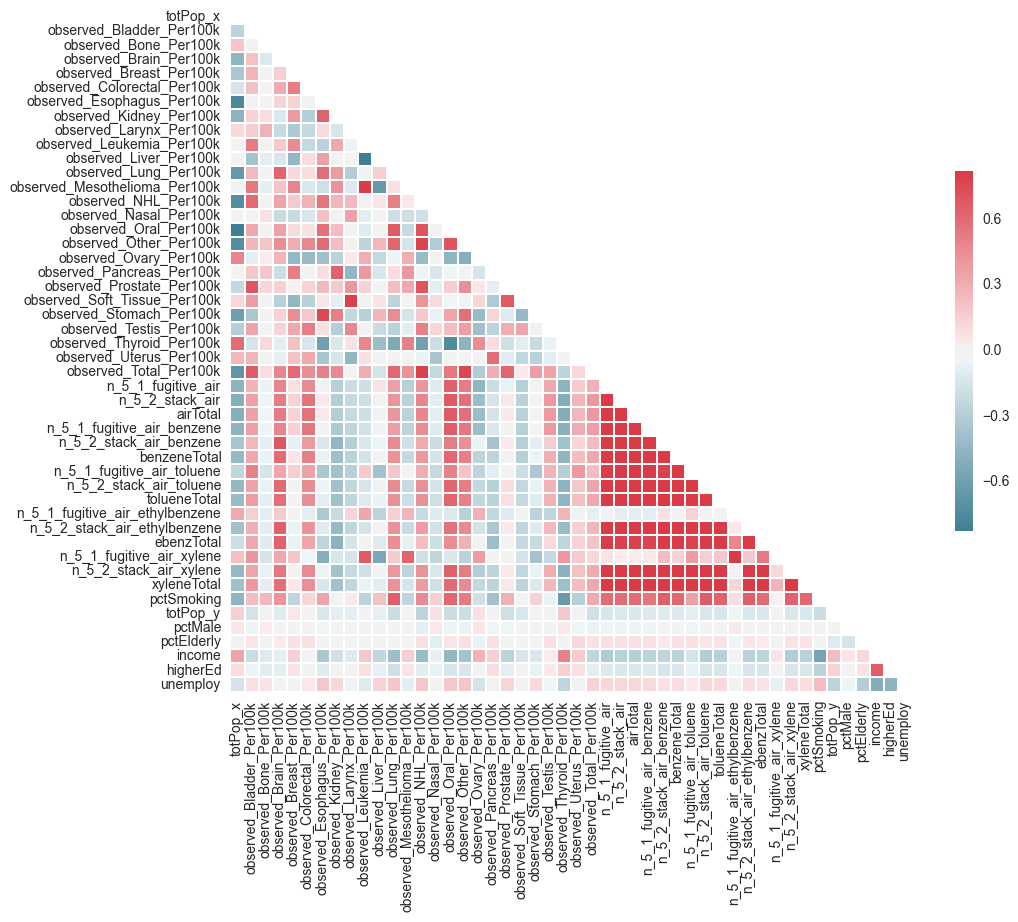 totPop_x
observed_Bladder_Per100k
observed_Bone_Per100k
observed_Brain_Per100k
observed_Breast_Per100k
observed_Colorectal_Per100k
observed_Esophagus_Per100k
observed_Kidney_Per100k
observed_Larynx_Per100k
observed_Leukemia_Per100k
observed_Liver_Per100k
observed_Lung_Per100k
observed_Mesothelioma_Per100k
observed_NHL_Per100k
observed_Nasal_Per100k
observed_Oral_Per100k
observed_Other_Per100k
observed_Ovary_Per100k
observed_Pancreas_Per100k
observed_Prostate_Per100k
observed_Soft_Tissue_Per100k
observed_Stomach_Per100k
observed_Testis_Per100k
observed_Thyroid_Per100k
observed_Uterus_Per100k
observed_Total_Per100k
n_5_1_fugitive_air
n_5_2_stack_air
airTotal
n_5_1_fugitive_air_benzene
n_5_2_stack_air_benzene
benzeneTotal
n_5_1_fugitive_air_toluene
n_5_2_stack_air_toluene
tolueneTotal
n_5_1_fugitive_air_ethylbenzene
n_5_2_stack_air_ethylbenzene
ebenzTotal
n_5_1_fugitive_air_xylene
n_5_2_stack_air_xylene
xyleneTotal
pctSmoking
totPop_y
pctMale
pctElderly
income
higherEd
unemploy
totPop_x
observed_Bladder_Per100k
observed_Bone_Per100k
observed_Brain_Per100k
observed_Breast_Per100k
observed_Colorectal_Per100k
observed_Esophagus_Per100k
observed_Kidney_Per100k
observed_Larynx_Per100k
observed_Leukemia_Per100k
observed_Liver_Per100k
observed_Lung_Per100k
observed_Mesothelioma_Per100k
observed_NHL_Per100k
observed_Nasal_Per100k
observed_Oral_Per100k
observed_Other_Per100k
observed_Ovary_Per100k
observed_Pancreas_Per100k
observed_Prostate_Per100k
observed_Soft_Tissue_Per100k
observed_Stomach_Per100k
observed_Testis_Per100k
observed_Thyroid_Per100k
observed_Uterus_Per100k
observed_Total_Per100k
n_5_1_fugitive_air
n_5_2_stack_air
airTotal
n_5_1_fugitive_air_benzene
n_5_2_stack_air_benzene
benzeneTotal
n_5_1_fugitive_air_toluene
n_5_2_stack_air_toluene
tolueneTotal
n_5_1_fugitive_air_ethylbenzene
n_5_2_stack_air_ethylbenzene
ebenzTotal
n_5_1_fugitive_air_xylene
n_5_2_stack_air_xylene
xyleneTotal
pctSmoking
totPop_y
pctMale
pctElderly
income
higherEd
unemploy
0.6
0.3
0.0
−0.3
−0.6